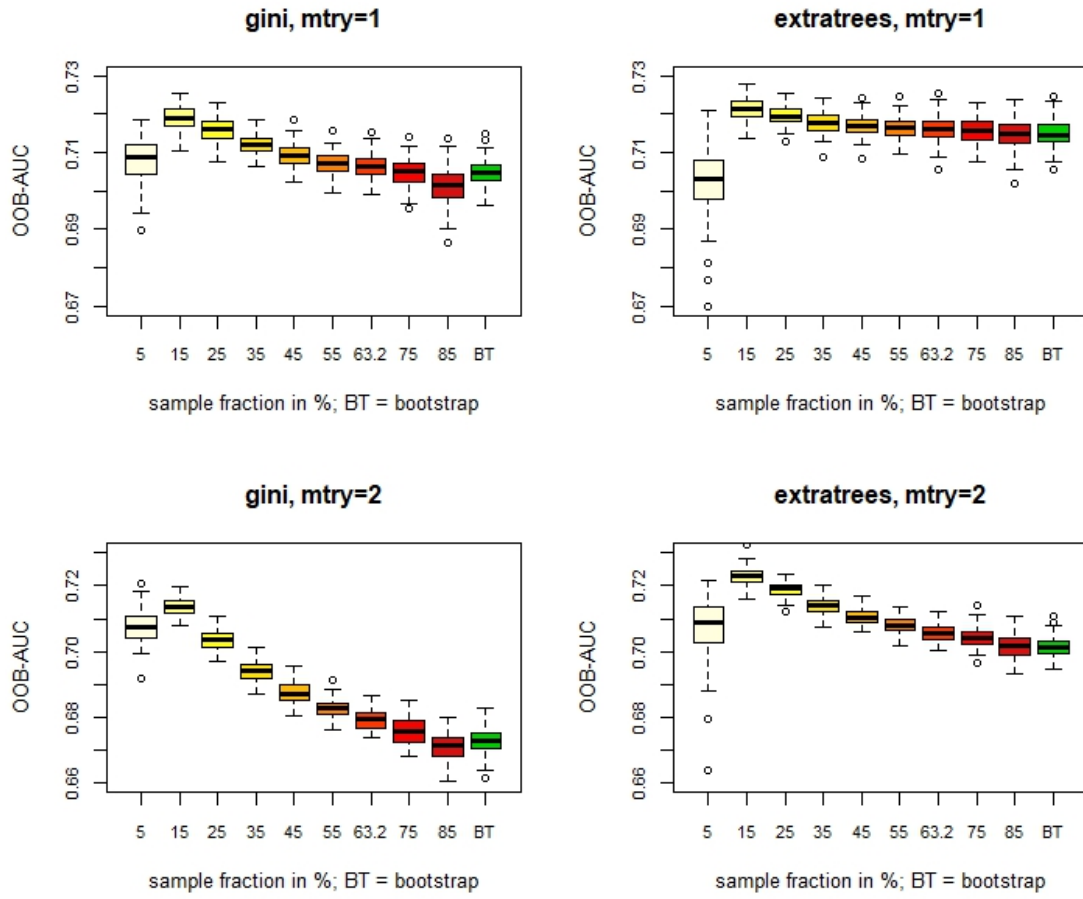 gini, mtry=1
OOB-AUC
0.73
0.71
0.69
0.67
5 15 25 35 45 55 63.2 75 85 BT
sample fraction in %; BT = bootstrap
extratrees, mtry=1
OOB-AUC
0.73
0.71
0.69
0.67
5 15 25 35 45 55 63.2 75 85 BT
sample fraction in %; BT = bootstrap
gini, mtry=2
OOB-AUC
0.72
0.70
0.68
0.66
5 15 25 35 45 55 63.2 75 85 BT
sample fraction in %; BT = bootstrap
extratrees, mtry=2
OOB-AUC
0.72
0.70
0.68
0.66
5 15 25 35 45 55 63.2 75 85 BT
sample fraction in %; BT = bootstrap